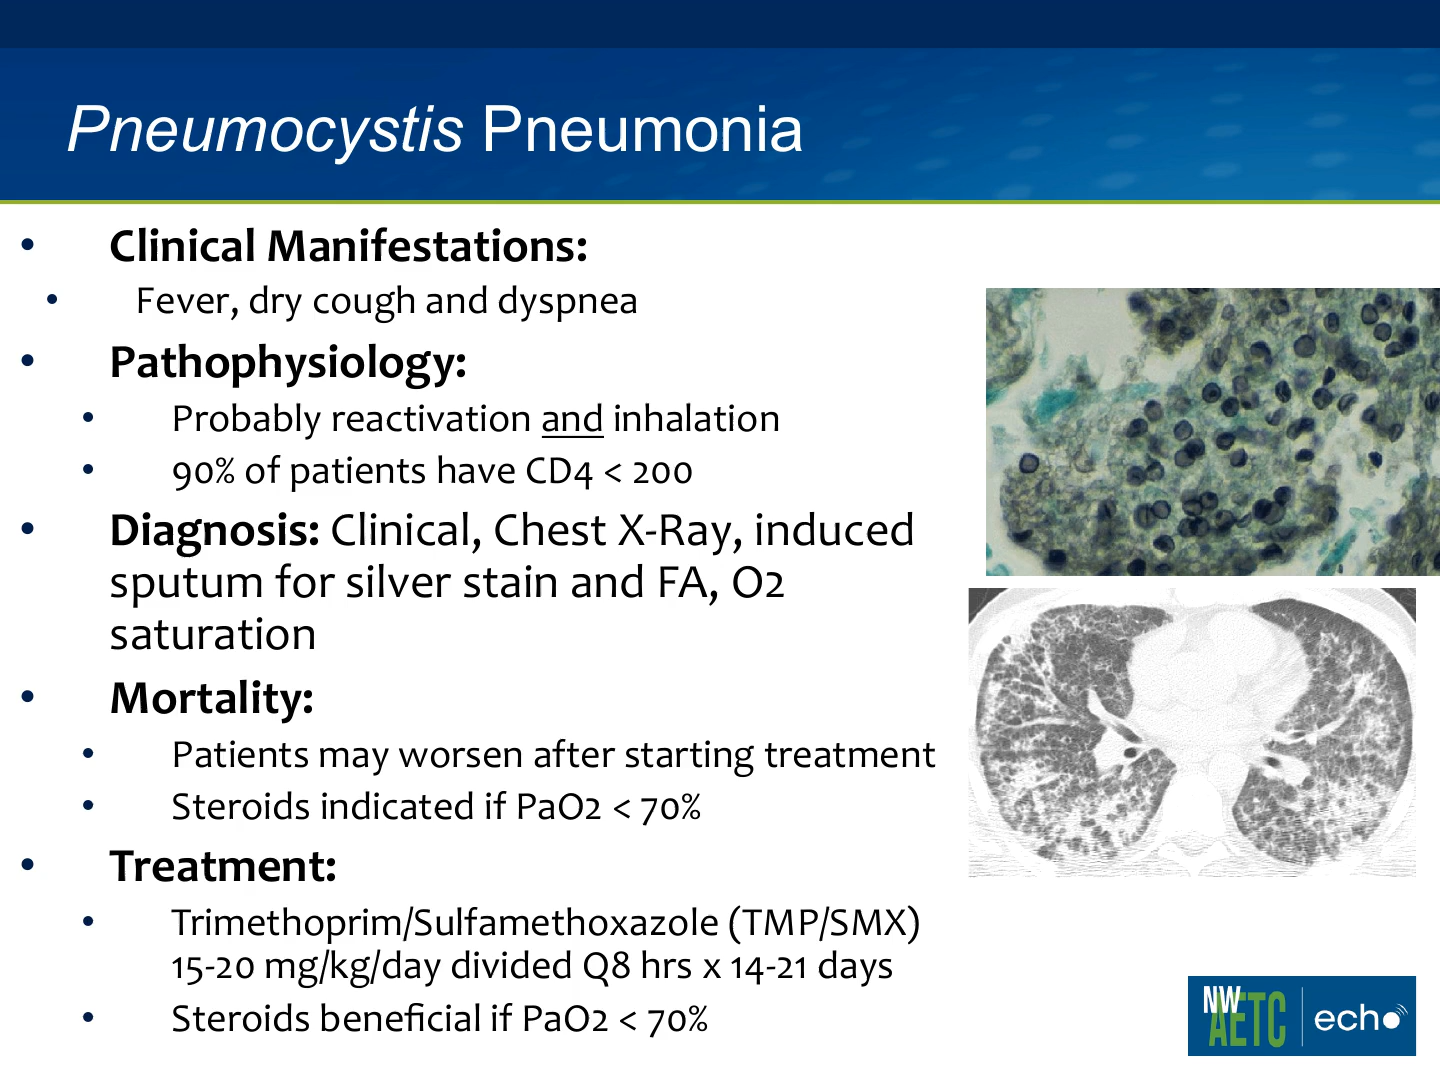 Pneumocystis Pneumonia
• Clinical Manifestations:
• Fever, dry cough and dyspnea
• Pathophysiology:
• Probably reactivation and inhalation
• 90% of patients have CD4 < 200
• Diagnosis: Clinical, Chest X-Ray, induced
sputum for silver stain and FA, O2
saturation
• Mortality:
• Patients may worsen after starting treatment
• Steroids indicated if PaO2 < 70%
• Treatment:
• Trimethoprim/Sulfamethoxazole (TMP/SMX)
15-20 mg/kg/day divided Q8 hrs x 14-21 days
• Steroids beneficial if PaO2 < 70%
NW
AETC
echo